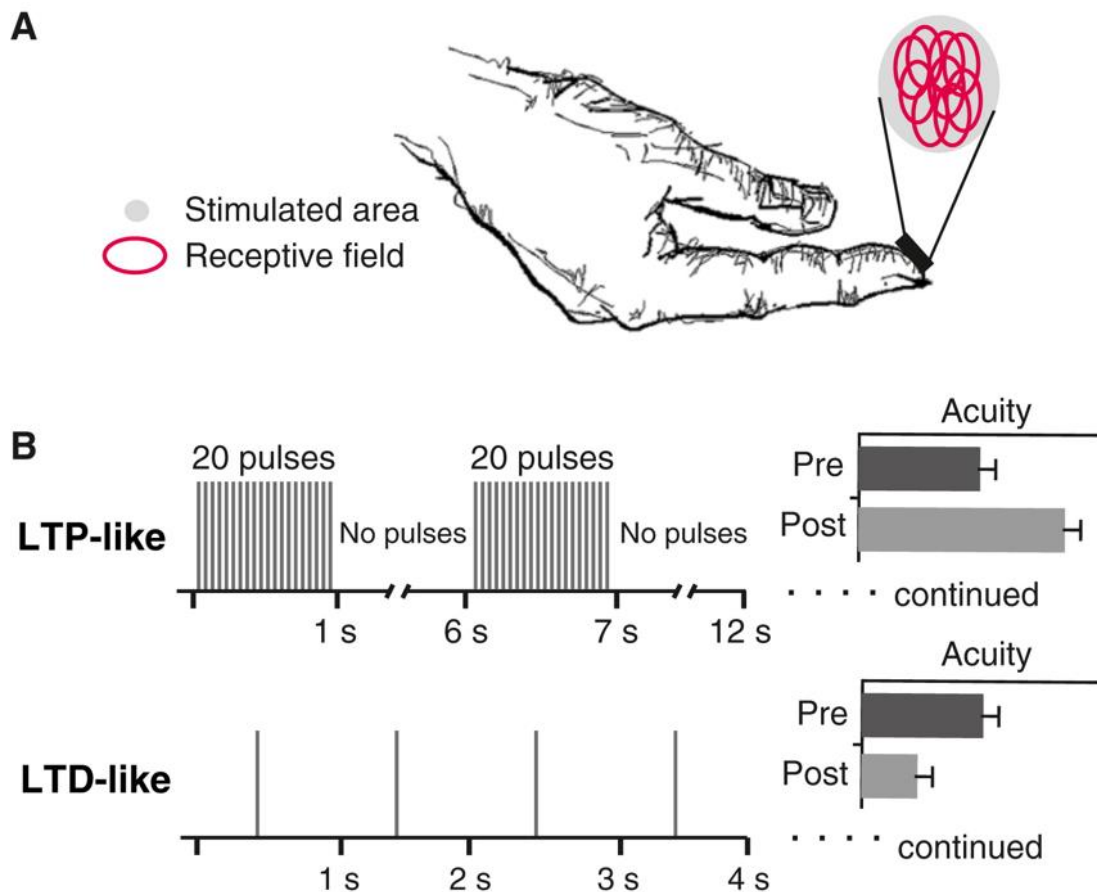 A
Stimulated area
Receptive field
B
Acuity
20 pulses
20 pulses
Pre
LTP-like
No pulses
No pulses
Post
. . . . continued
1 s
6 s
7 s
12 s
Acuity
Pre
LTD-like
Post
. . . . continued
1 s
2 s
3 s
4 s